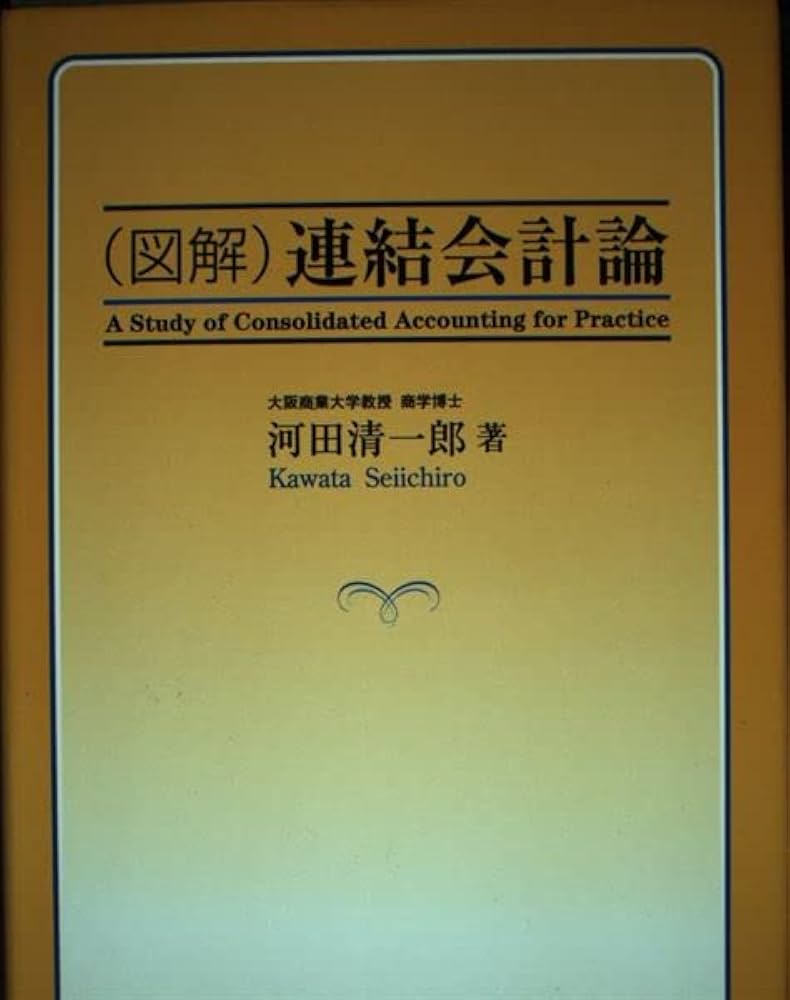 （図解）連結会計論
A Study of Consolidated Accounting for Practice
大阪商業大学教授 商学博士
河田清一郎 著
Kawata Seiichiro